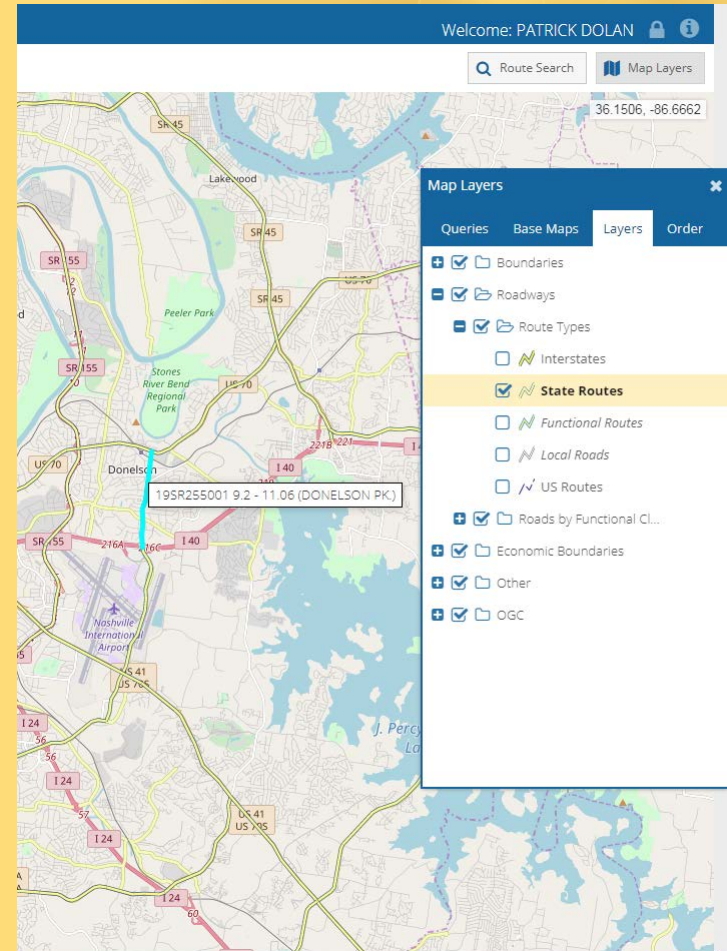 Welcome: PATRICK DOLAN
Route Search
Map Layers
36.1506, -86.6662
SR 45
Lakewood
Map Layers
Queries Base Maps Layers Order
Boundaries
Roadways
Route Types
Interstates
State Routes
Functional Routes
Local Roads
US Routes
Roads by Functional Cl...
Economic Boundaries
Other
OGC
SR 45
SR 155
US 70
SR 45
Peeler Park
SR 155
Stones
River Bend
Regional
Park
US 70
221B 221
US 70
Donelson
I 40
19SR255001 9.2 - 11.06 (DONELSON PK.)
SR 155
216A
216C
I 40
Nashville
International
Airport
US 41
US 70S
I 24
56
56
J. Percy
I 24
57
US 41
US 70S
I 24
I 24
60